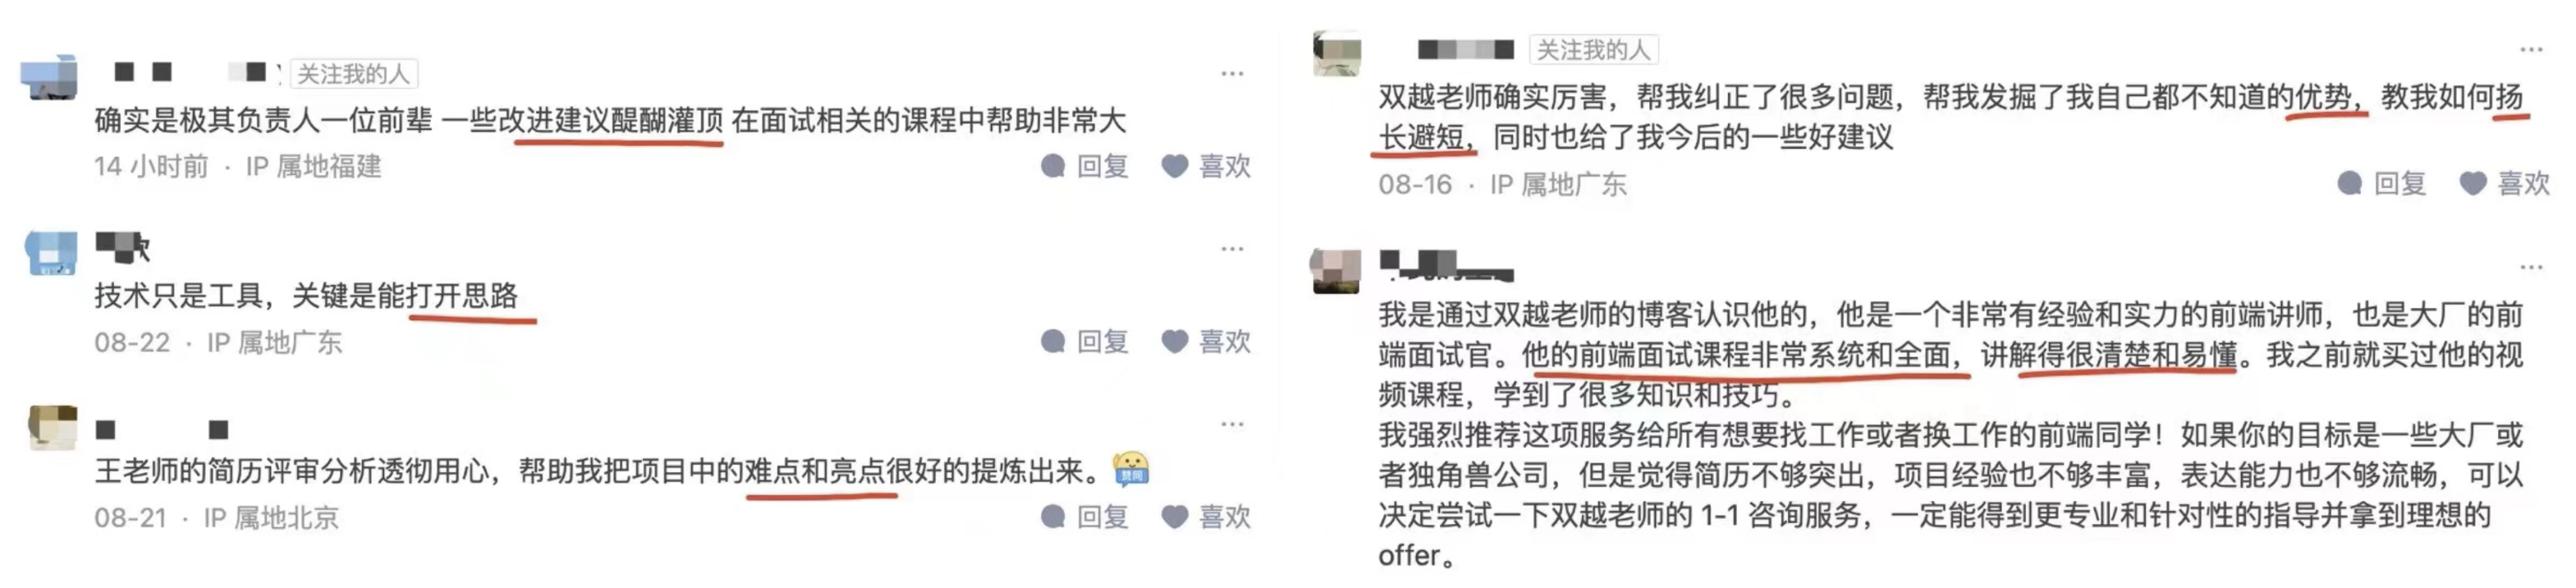 关注我的人
确实是极其负责人一位前辈 一些改进建议醍醐灌顶 在面试相关的课程中帮助非常大
14 小时前 · IP 属地福建 回复 喜欢
技术只是工具，关键是能打开思路
08-22 · IP 属地广东 回复 喜欢
王老师的简历评审分析透彻用心，帮助我把项目中的难点和亮点很好的提炼出来。
赞同
08-21 · IP 属地北京 回复 喜欢
关注我的人
双越老师确实厉害，帮我纠正了很多问题，帮我发掘了我自己都不知道的优势，教我如何扬
长避短，同时也给了我今后的一些好建议
08-16 · IP 属地广东 回复 喜欢
我是通过双越老师的博客认识他的，他是一个非常有经验和实力的前端讲师，也是大厂的前
端面试官。他的前端面试课程非常系统和全面，讲解得很清楚和易懂。我之前就买过他的视
频课程，学到了很多知识和技巧。
我强烈推荐这项服务给所有想要找工作或者换工作的前端同学！如果你的目标是一些大厂或
者独角兽公司，但是觉得简历不够突出，项目经验也不够丰富，表达能力也不够流畅，可以
决定尝试一下双越老师的 1-1 咨询服务，一定能得到更专业和针对性的指导并拿到理想的
offer。